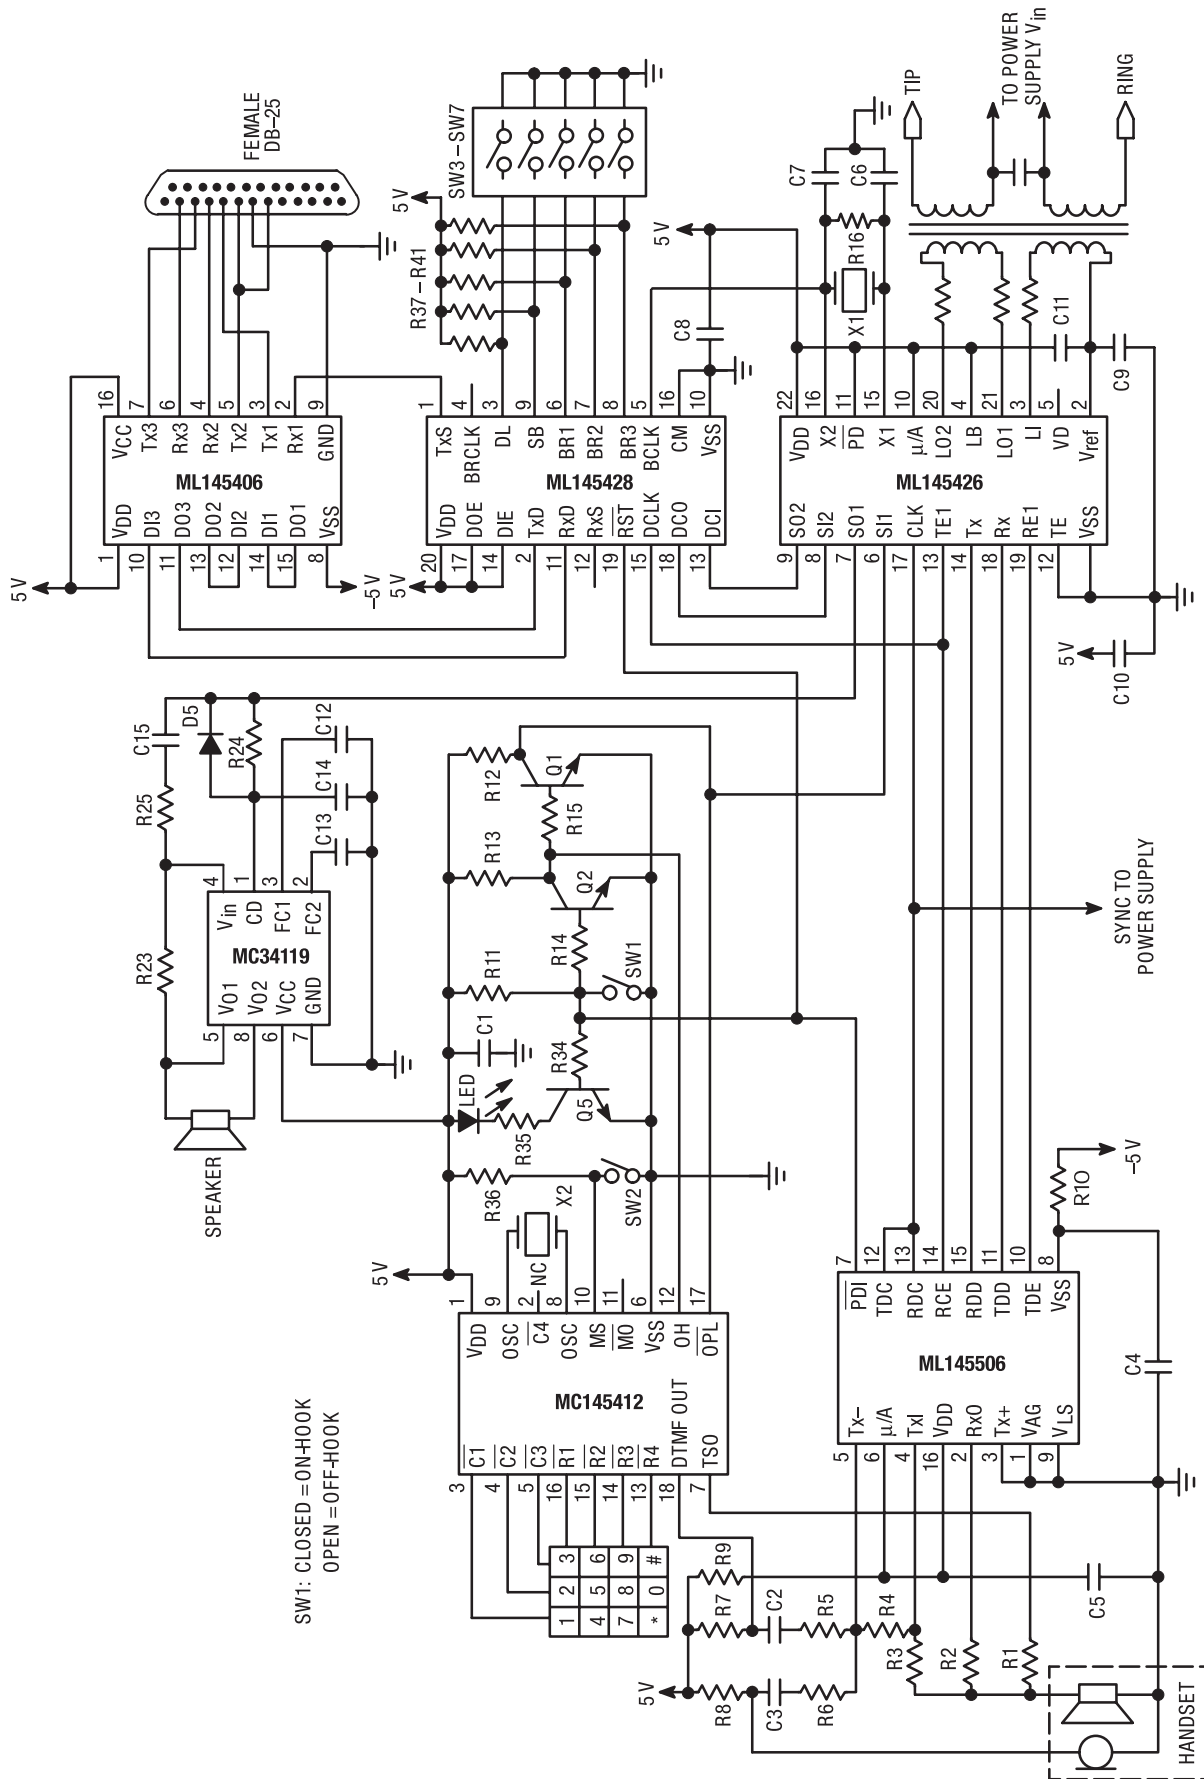 FEMALE
DB–25
16
7
6
4
5
3
2
9
VCC
Tx3
Rx3
Rx2
Tx2
Tx1
Rx1
GND
ML145406
VDD
DI3
DO3
DO2
DI2
DI1
DO1
VSS
1
10
11
13
12
14
15
8
5 V
–5 V
SW3–SW7
5 V
R37–R41
1
4
3
9
6
7
8
5
16
10
TxS
BRCLK
DL
SB
BR1
BR2
BR3
BCLK
CM
VSS
ML145428
VDD
DOE
DIE
TxD
RxD
RxS
RST
DCLK
DCO
DCI
20
17
14
2
11
12
19
15
18
13
5 V
C8
5 V
C7
C6
R16
X1
TIP
TO POWER
SUPPLY Vin
RING
C11
C9
22
16
11
15
10
20
4
21
3
5
2
VDD
X2
PD
X1
µ/A
LO2
LB
LO1
LI
VD
Vref
ML145426
SO2
SI2
SO1
SI1
CLK
TE1
Tx
Rx
RE1
TE
VSS
9
8
7
6
17
13
14
18
19
12
5 V
C10
C15
D5
R24
R25
C12
C14
C13
4
1
3
2
Vin
CD
FC1
FC2
MC34119
VO1
VO2
VCC
GND
5
8
6
7
R23
SPEAKER
R12
Q1
R15
R13
Q2
R14
R11
SW1
C1
R34
LED
Q5
R35
R36
SW2
X2
NC
5 V
SYNC TO
POWER SUPPLY
1
9
2
8
10
11
6
12
17
VDD
OSC
C4
OSC
MS
MO
VSS
OH
OPL
MC145412
C1
C2
C3
R1
R2
R3
R4
DTMF OUT
TSO
3
4
5
16
15
14
13
18
7
1 2 3
4 5 6
7 8 9
* 0 #
SW1: CLOSED = ON-HOOK
OPEN = OFF-HOOK
–5 V
R10
7
12
13
14
15
11
10
8
PDI
TDC
RDC
RCE
RDD
TDD
TDE
VSS
ML145506
Tx–
µ/A
TxI
VDD
RxO
Tx+
VAG
VLS
5
6
4
16
2
3
1
9
C4
5 V
R9
R7
C2
R5
R4
R8
C3
R6
R3
R2
R1
C5
HANDSET